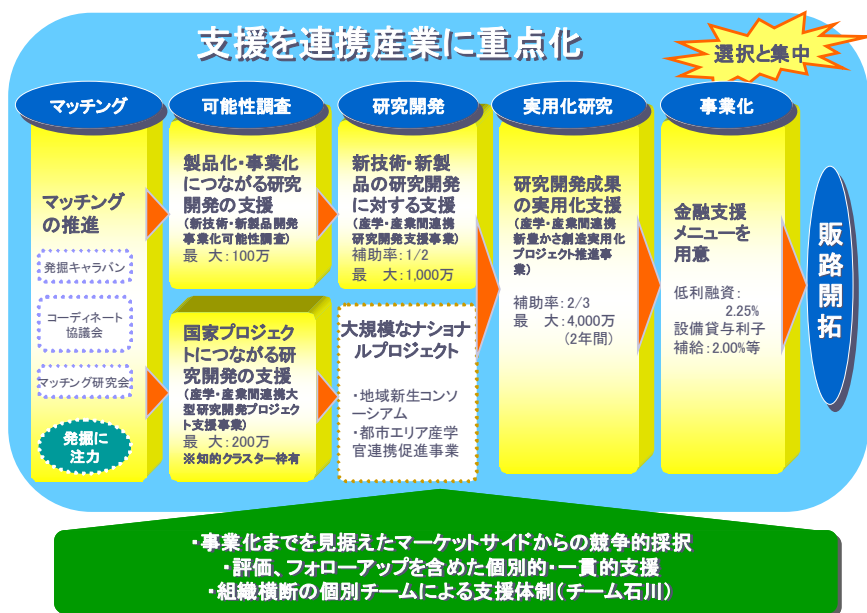 支援を連携産業に重点化
選択と集中
マッチング
可能性調査
研究開発
実用化研究
事業化
マッチング
の推進
発掘キャラバン
コーディネート
協議会
マッチング研究会
発掘に
注力
製品化・事業化
につながる研究
開発の支援
(新技術・新製品開発
事業化可能性調査)
最 大:100万
国家プロジェク
トにつながる研
究開発の支援
(産学・産業間連携大
型研究開発プロジェク
ト支援事業)
最 大:200万
※知的クラスター枠有
新技術・新製
品の研究開発
に対する支援
(産学・産業間連携
研究開発支援事業)
補助率:1/2
最 大:1,000万
大規模なナショナ
ルプロジェクト
・地域新生コンソ
ーシアム
・都市エリア産学
官連携促進事業
研究開発成果
の実用化支援
(産学・産業間連携
新豊かさ創造実用化
プロジェクト推進事
業)
補助率:2/3
最 大:4,000万
(2年間)
金融支援
メニューを
用意
低利融資:
2.25%
設備貸与利子
補給:2.00%等
販路開拓
・事業化までを見据えたマーケットサイドからの競争的採択
・評価、フォローアップを含めた個別的・一貫的支援
・組織横断の個別チームによる支援体制(チーム石川)